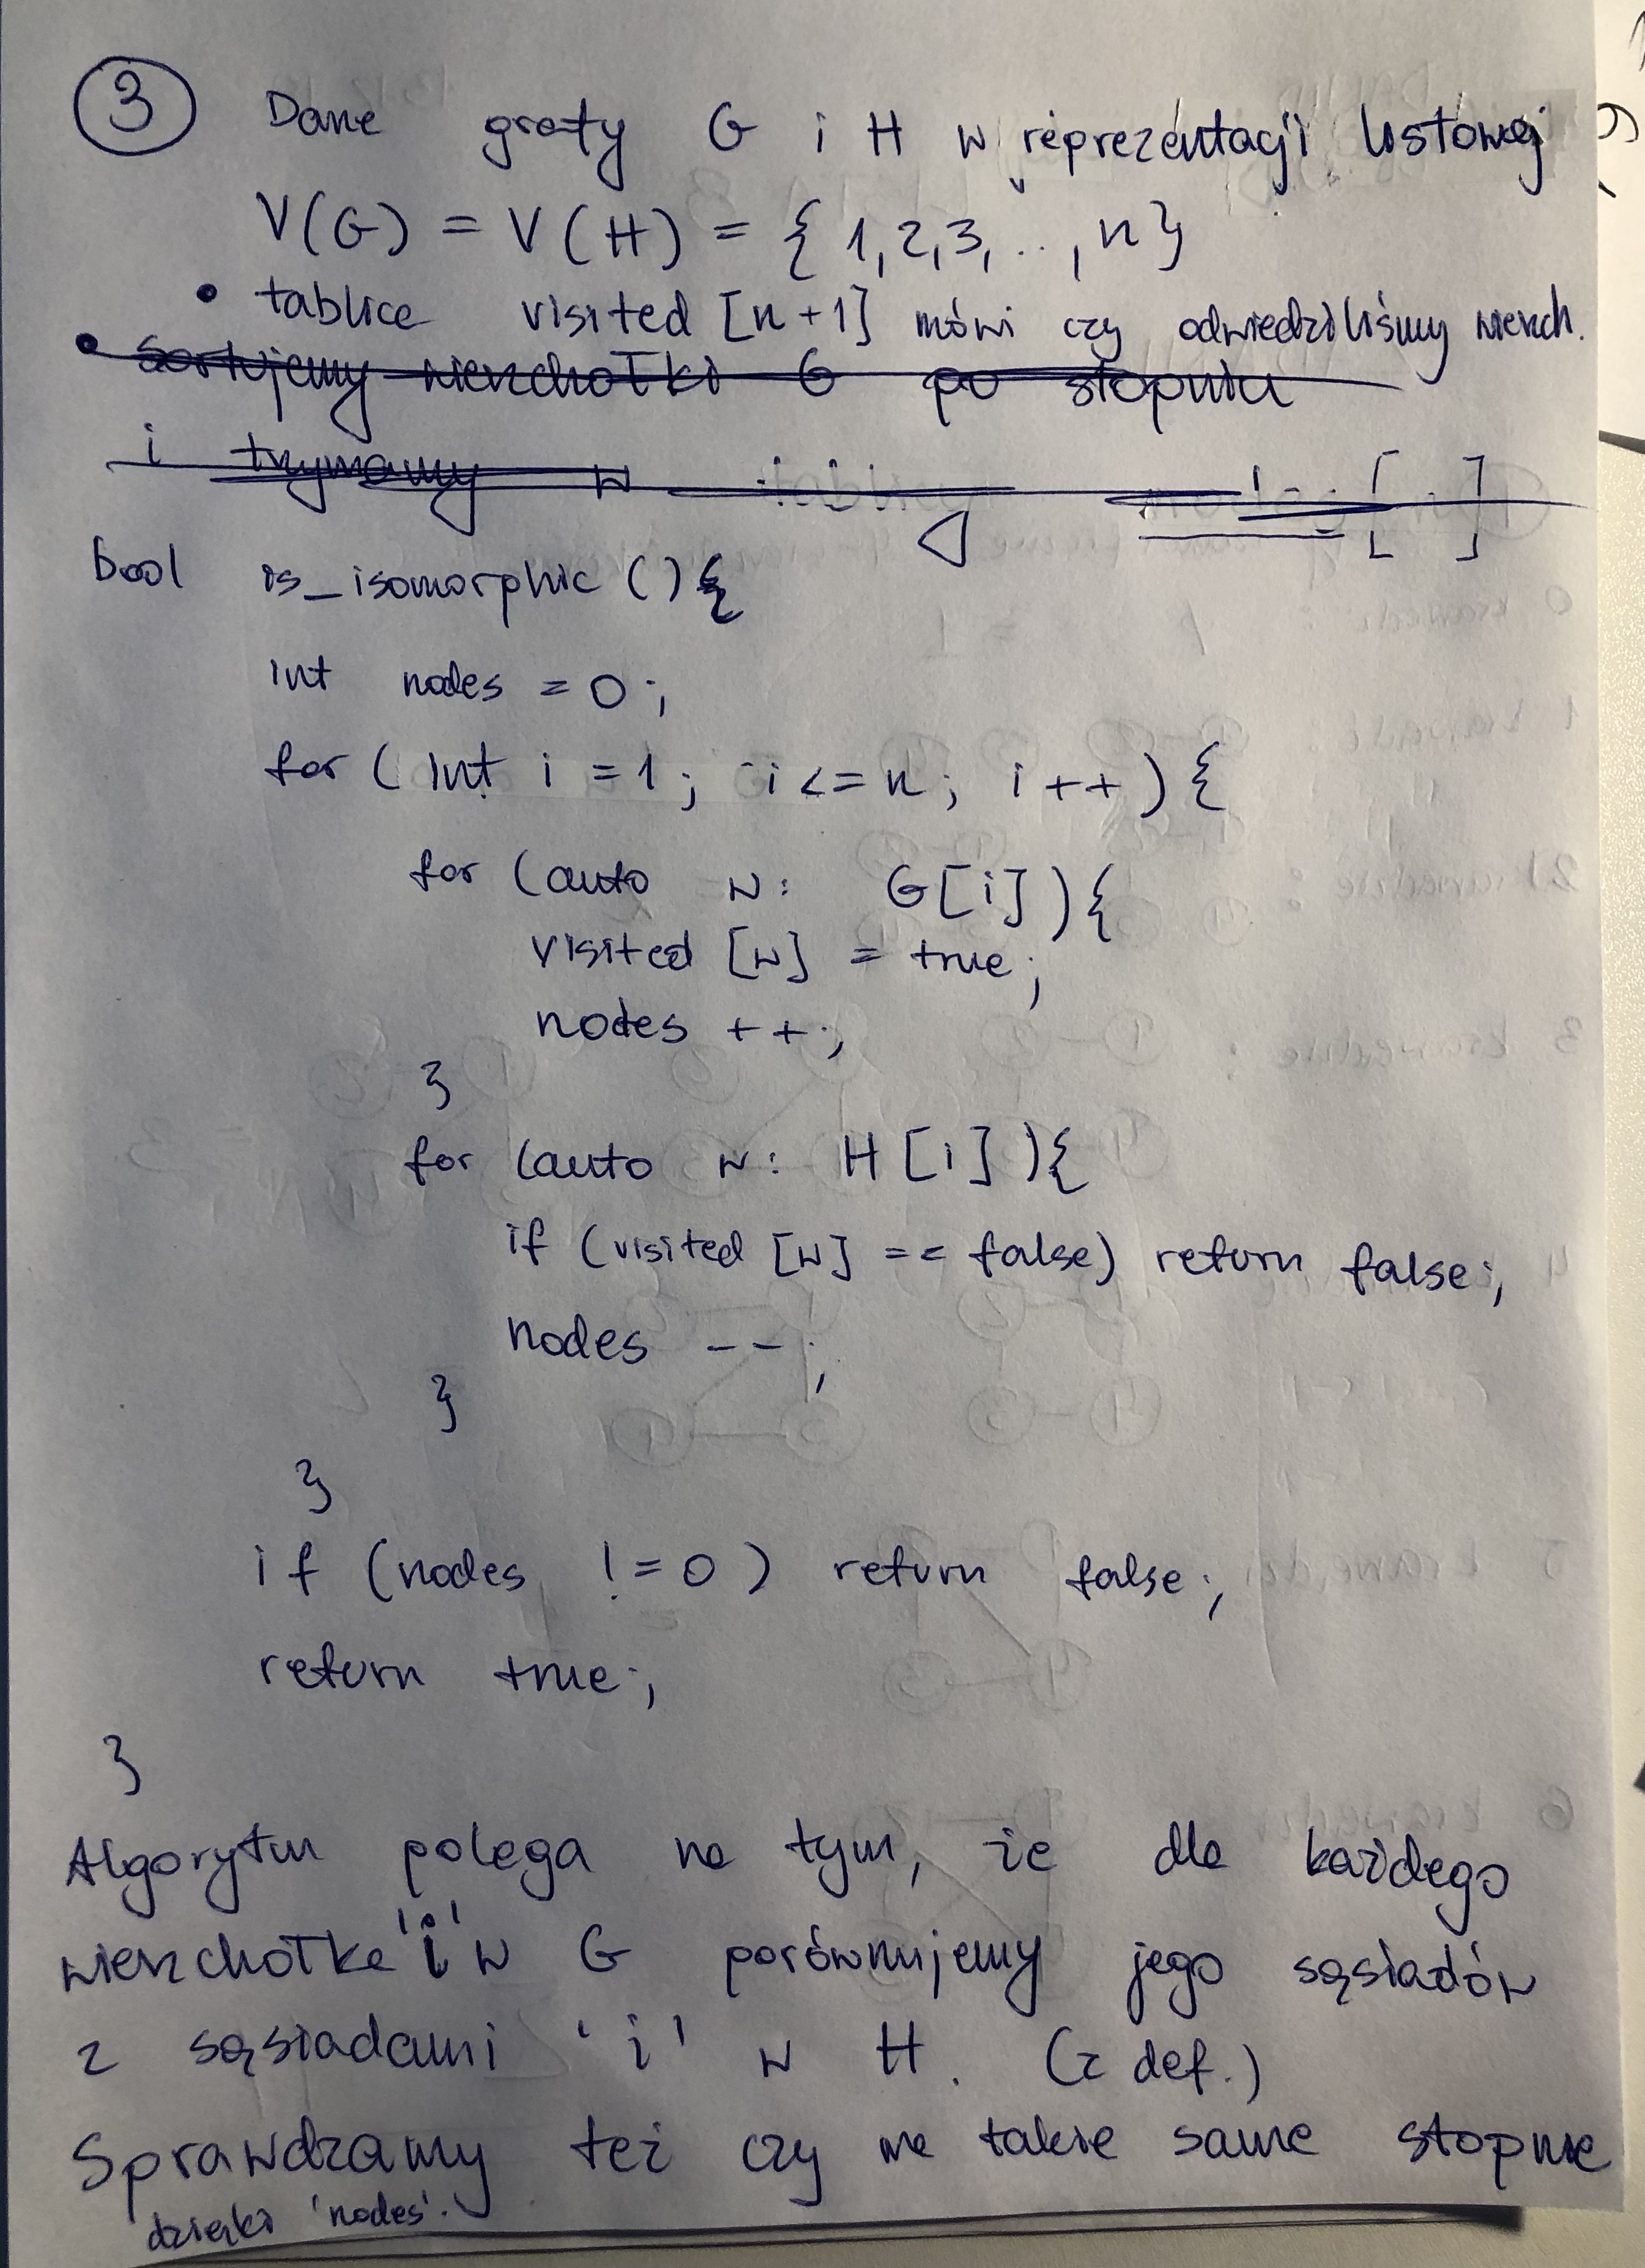 3 Dane grafy G i H w reprezentacji listowej
V(G) = V(H) = { 1,2,3,..,n}
• tablica visited [n+1] mówi czy odwiedziliśmy wierzch.
• sortujemy wierzchołki G po stopniu
i trzymamy w
bool is_isomorphic (){
int nodes = 0;
for ( int i = 1; i <= n; i ++ ) {
for (auto w: G[i]){
visited [w] = true;
nodes ++;
}
for (auto w: H [i] ){
if (visited [w] == false) return false;
nodes --;
}
}
if (nodes != 0) return false;
return true;
}
Algorytm polega na tym, że dla każdego
wierzchołka 'i' w G porównujemy jego sąsiadów
z sąsiadami 'i' w H. (z def.)
Sprawdzamy też czy ma takie same stopnie
dzięki 'nodes'.